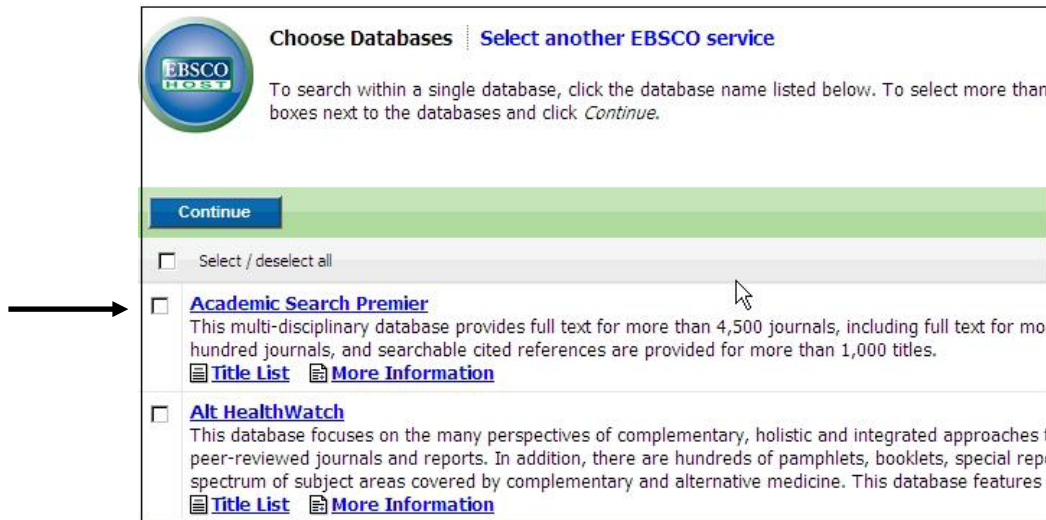 EBSCO
HOST
Choose Databases Select another EBSCO service
To search within a single database, click the database name listed below. To select more than
boxes next to the databases and click Continue.
Continue
Select / deselect all
Academic Search Premier
This multi-disciplinary database provides full text for more than 4,500 journals, including full text for mo
hundred journals, and searchable cited references are provided for more than 1,000 titles.
Title List More Information
Alt HealthWatch
This database focuses on the many perspectives of complementary, holistic and integrated approaches
peer-reviewed journals and reports. In addition, there are hundreds of pamphlets, booklets, special rep
spectrum of subject areas covered by complementary and alternative medicine. This database features
Title List More Information